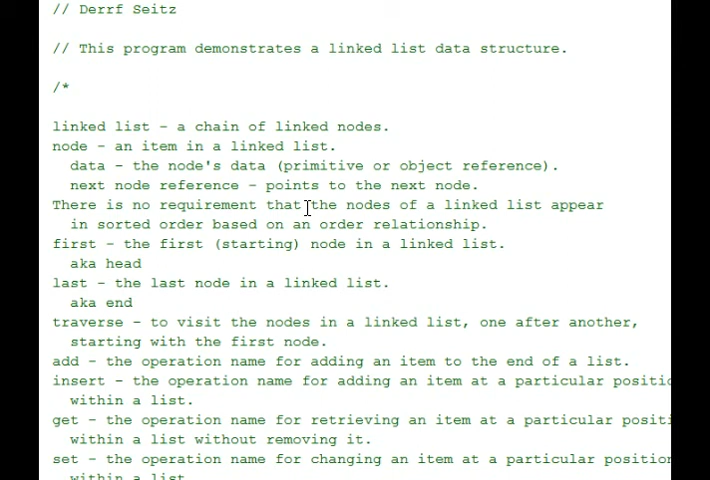 // Derrf Seitz
// This program demonstrates a linked list data structure.
/*
linked list - a chain of linked nodes.
node - an item in a linked list.
data - the node's data (primitive or object reference).
next node reference - points to the next node.
There is no requirement that the nodes of a linked list appear
in sorted order based on an order relationship.
first - the first (starting) node in a linked list.
aka head
last - the last node in a linked list.
aka end
traverse - to visit the nodes in a linked list, one after another,
starting with the first node.
add - the operation name for adding an item to the end of a list.
insert - the operation name for adding an item at a particular positio
within a list.
get - the operation name for retrieving an item at a particular positi
within a list without removing it.
set - the operation name for changing an item at a particular position
within a list